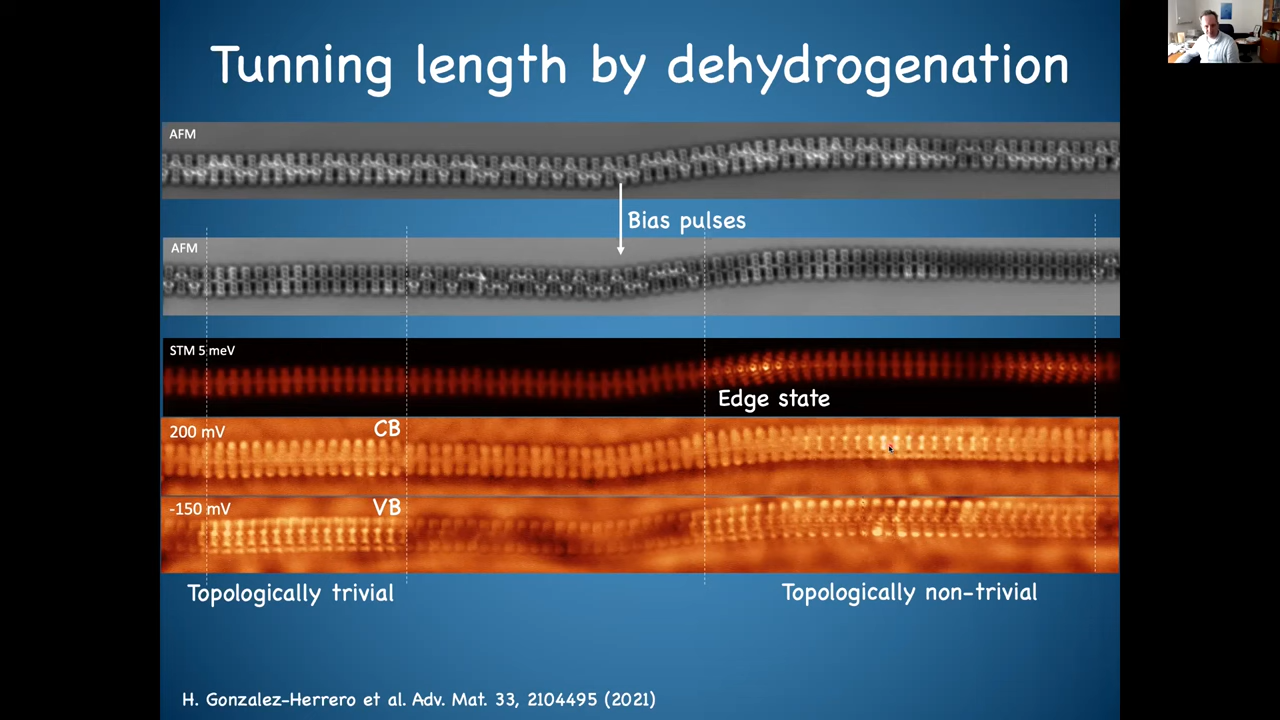 Tunning length by dehydrogenation
AFM
Bias pulses
AFM
STM 5 meV
Edge state
200 mV
CB
-150 mV
VB
Topologically trivial
Topologically non-trivial
H. Gonzalez-Herrero et al. Adv. Mat. 33, 2104495 (2021)